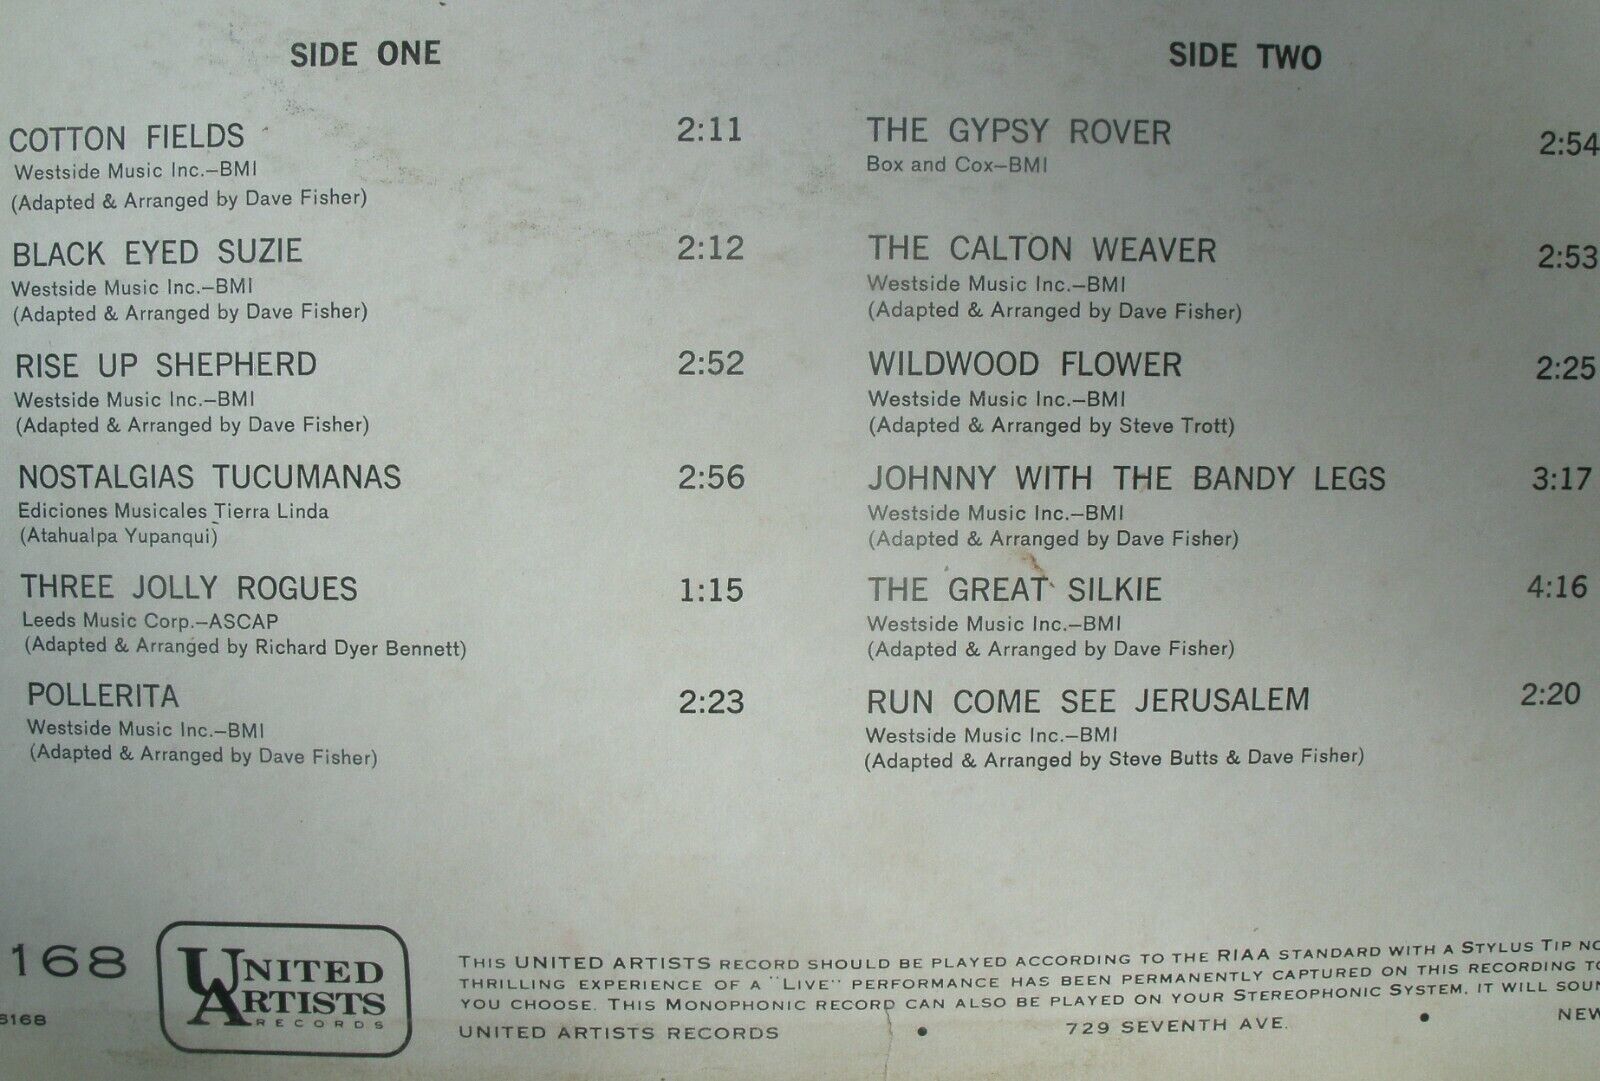 SIDE ONE
COTTON FIELDS 2:11
Westside Music Inc.—BMI
(Adapted & Arranged by Dave Fisher)
BLACK EYED SUZIE 2:12
Westside Music Inc.—BMI
(Adapted & Arranged by Dave Fisher)
RISE UP SHEPHERD 2:52
Westside Music Inc.—BMI
(Adapted & Arranged by Dave Fisher)
NOSTALGIAS TUCUMANAS 2:56
Ediciones Musicales Tierra Linda
(Atahualpa Yupanqui)
THREE JOLLY ROGUES 1:15
Leeds Music Corp.—ASCAP
(Adapted & Arranged by Richard Dyer Bennett)
POLLERITA 2:23
Westside Music Inc.—BMI
(Adapted & Arranged by Dave Fisher)
SIDE TWO
THE GYPSY ROVER 2:54
Box and Cox—BMI
THE CALTON WEAVER 2:53
Westside Music Inc.—BMI
(Adapted & Arranged by Dave Fisher)
WILDWOOD FLOWER 2:25
Westside Music Inc.—BMI
(Adapted & Arranged by Steve Trott)
JOHNNY WITH THE BANDY LEGS 3:17
Westside Music Inc.—BMI
(Adapted & Arranged by Dave Fisher)
THE GREAT SILKIE 4:16
Westside Music Inc.—BMI
(Adapted & Arranged by Dave Fisher)
RUN COME SEE JERUSALEM 2:20
Westside Music Inc.—BMI
(Adapted & Arranged by Steve Butts & Dave Fisher)
168
6168
UNITED
ARTISTS
RECORDS
THIS UNITED ARTISTS RECORD SHOULD BE PLAYED ACCORDING TO THE RIAA STANDARD WITH A STYLUS TIP NO
THRILLING EXPERIENCE OF A "LIVE" PERFORMANCE HAS BEEN PERMANENTLY CAPTURED ON THIS RECORDING TO
YOU CHOOSE. THIS MONOPHONIC RECORD CAN ALSO BE PLAYED ON YOUR STEREOPHONIC SYSTEM. IT WILL SOUN
UNITED ARTISTS RECORDS • 729 SEVENTH AVE. • NEW